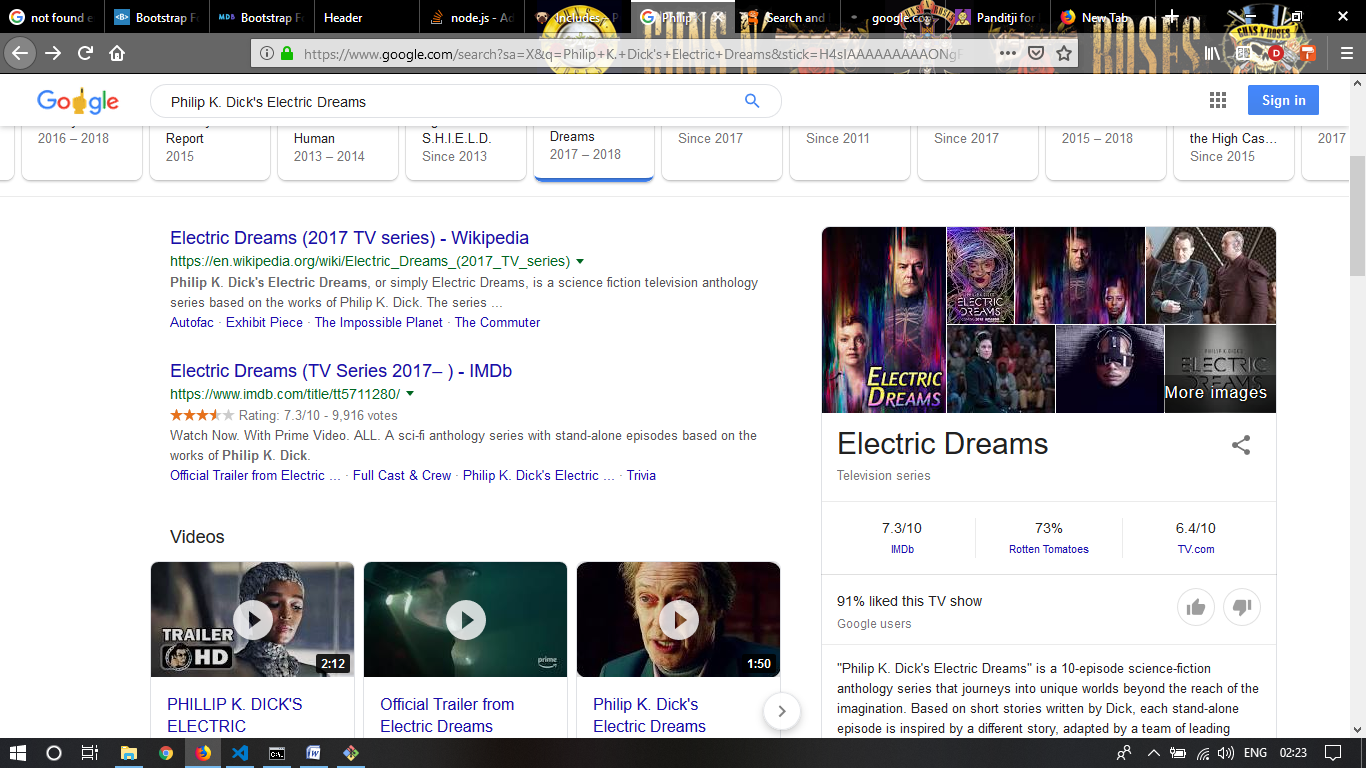 not found e
Bootstrap F
Bootstrap F
Header
node.js - Ad
Includes – P
Philip K
Search and
google.co
Panditji for
New Tab
https://www.google.com/search?sa=X&q=Philip+K.+Dick's+Electric+Dreams&stick=H4sIAAAAAAAAAONgF
Google
Philip K. Dick's Electric Dreams
Sign in
2016 – 2018
Report
2015
Human
2013 – 2014
S.H.I.E.L.D.
Since 2013
Dreams
2017 – 2018
Since 2017
Since 2011
Since 2017
2015 – 2018
the High Cas...
Since 2015
2017
Electric Dreams (2017 TV series) - Wikipedia
https://en.wikipedia.org/wiki/Electric_Dreams_(2017_TV_series)
Philip K. Dick's Electric Dreams, or simply Electric Dreams, is a science fiction television anthology
series based on the works of Philip K. Dick. The series ...
Autofac · Exhibit Piece · The Impossible Planet · The Commuter
Electric Dreams (TV Series 2017– ) - IMDb
https://www.imdb.com/title/tt5711280/
Rating: 7.3/10 - 9,916 votes
Watch Now. With Prime Video. ALL. A sci-fi anthology series with stand-alone episodes based on the
works of Philip K. Dick.
Official Trailer from Electric ... · Full Cast & Crew · Philip K. Dick's Electric ... · Trivia
Videos
TRAILER
HD
2:12
prime
1:50
PHILLIP K. DICK'S
ELECTRIC
Official Trailer from
Electric Dreams
Philip K. Dick's
Electric Dreams
ELECTRIC
DREAMS
ELECTRIC
DREAMS
PHILIP K. DICK'S
ELECTRIC
DREAMS
More images
Electric Dreams
Television series
7.3/10
IMDb
73%
Rotten Tomatoes
6.4/10
TV.com
91% liked this TV show
Google users
"Philip K. Dick's Electric Dreams" is a 10-episode science-fiction
anthology series that journeys into unique worlds beyond the reach of the
imagination. Based on short stories written by Dick, each stand-alone
episode is inspired by a different story, adapted by a team of leading
ENG
02:23